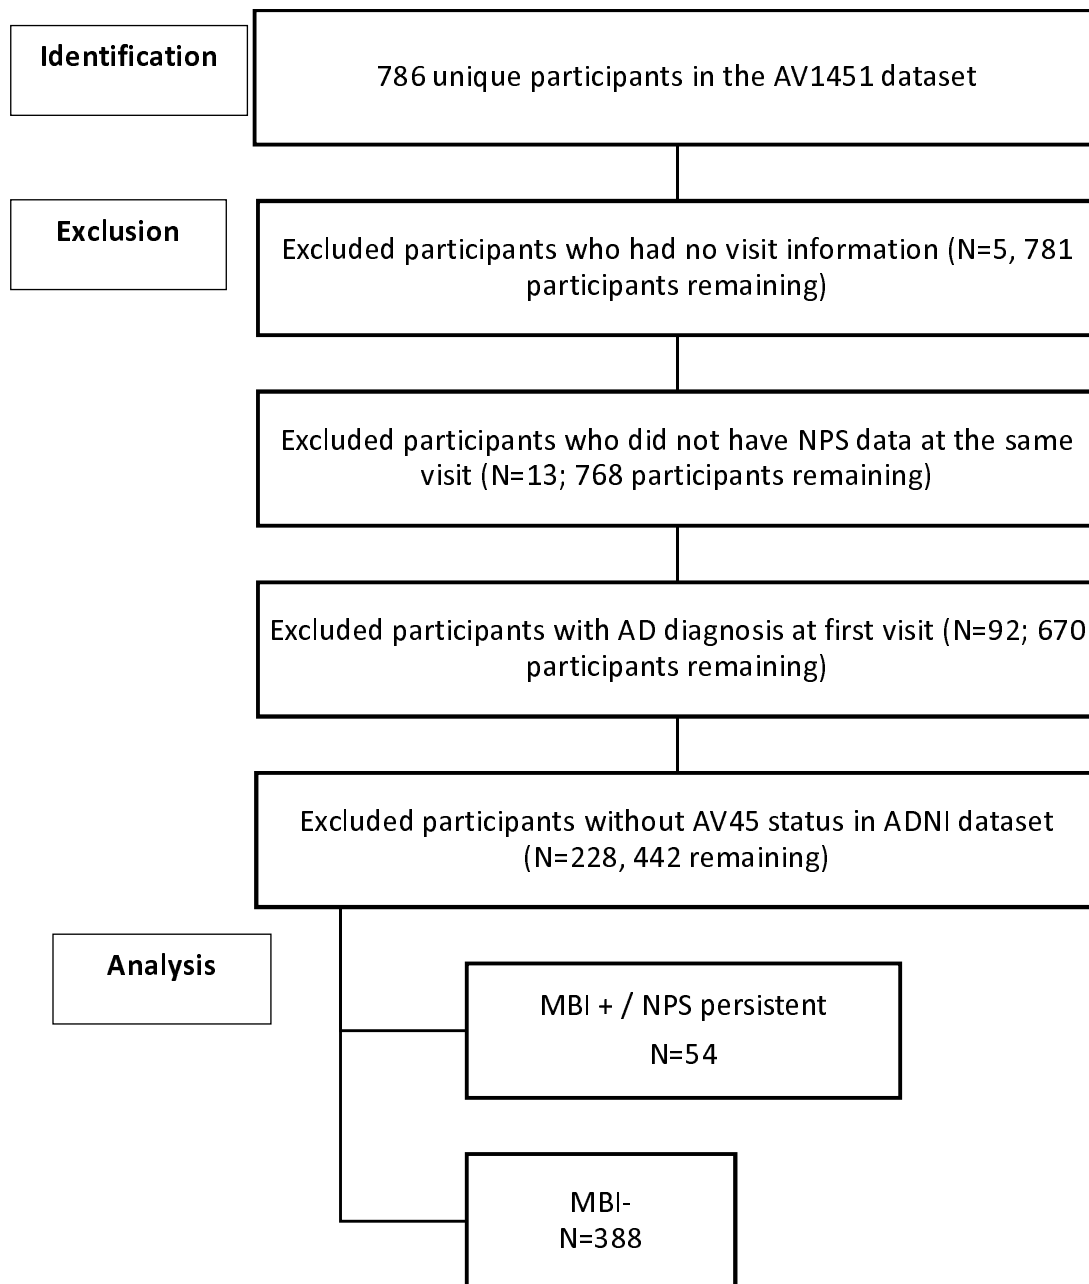 Identification
786 unique participants in the AV1451 dataset
Exclusion
Excluded participants who had no visit information (N=5, 781
participants remaining)
Excluded participants who did not have NPS data at the same
visit (N=13; 768 participants remaining)
Excluded participants with AD diagnosis at first visit (N=92; 670
participants remaining)
Excluded participants without AV45 status in ADNI dataset
(N=228, 442 remaining)
Analysis
MBI + / NPS persistent
N=54
MBI-
N=388